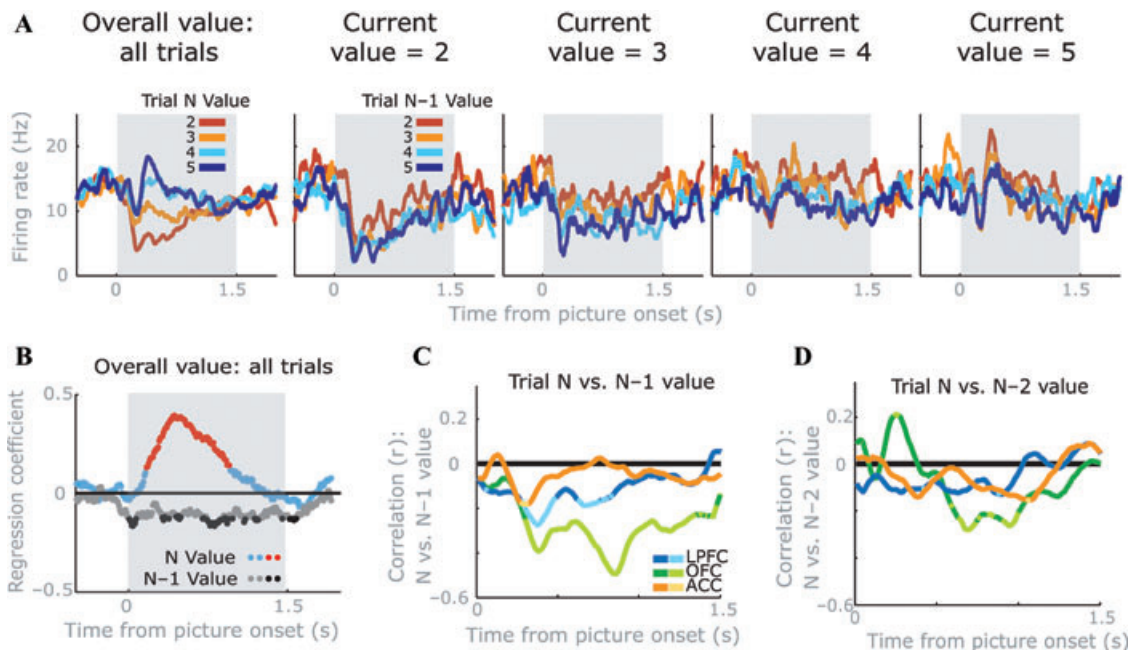 A
Overall value:
all trials
Current
value = 2
Current
value = 3
Current
value = 4
Current
value = 5
Trial N Value
2
3
4
5
Trial N−1 Value
2
3
4
5
Firing rate (Hz)
20
10
0
0 1.5
0 1.5
0 1.5
0 1.5
0 1.5
Time from picture onset (s)
B
Overall value: all trials
Regression coefficient
0.5
0
−0.5
N Value
N−1 Value
0 1.5
Time from picture onset (s)
C
Trial N vs. N−1 value
Correlation (r):
N vs. N−1 value
0.2
0
−0.6
LPFC
OFC
ACC
0 1.5
Time from picture onset (s)
D
Trial N vs. N−2 value
Correlation (r):
N vs. N−2 value
0.2
0
−0.6
0 1.5
Time from picture onset (s)